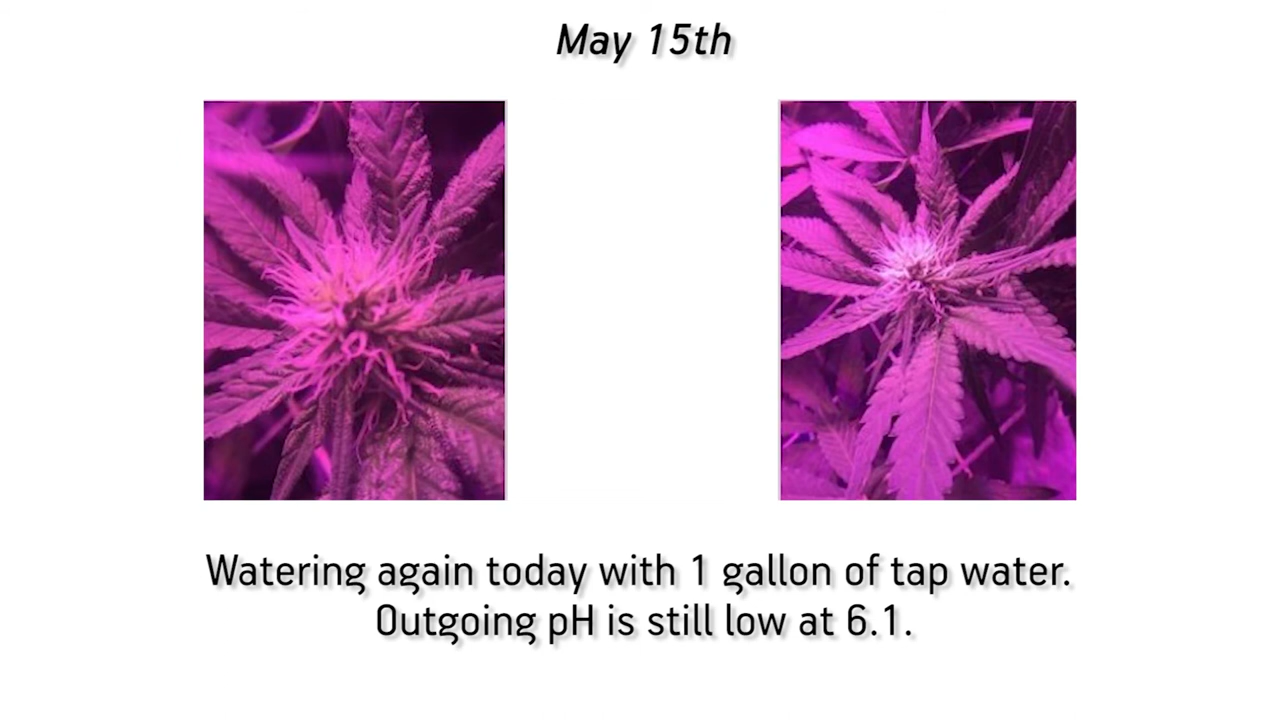 May 15th
Watering again today with 1 gallon of tap water.
Outgoing pH is still low at 6.1.